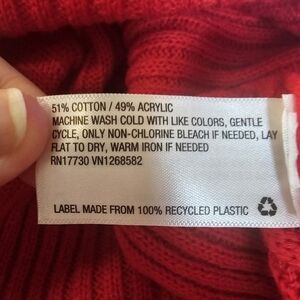 51% COTTON / 49% ACRYLIC
MACHINE WASH COLD WITH LIKE COLORS, GENTLE
CYCLE, ONLY NON-CHLORINE BLEACH IF NEEDED, LAY
FLAT TO DRY, WARM IRON IF NEEDED
RN17730 VN1268582
LABEL MADE FROM 100% RECYCLED PLASTIC